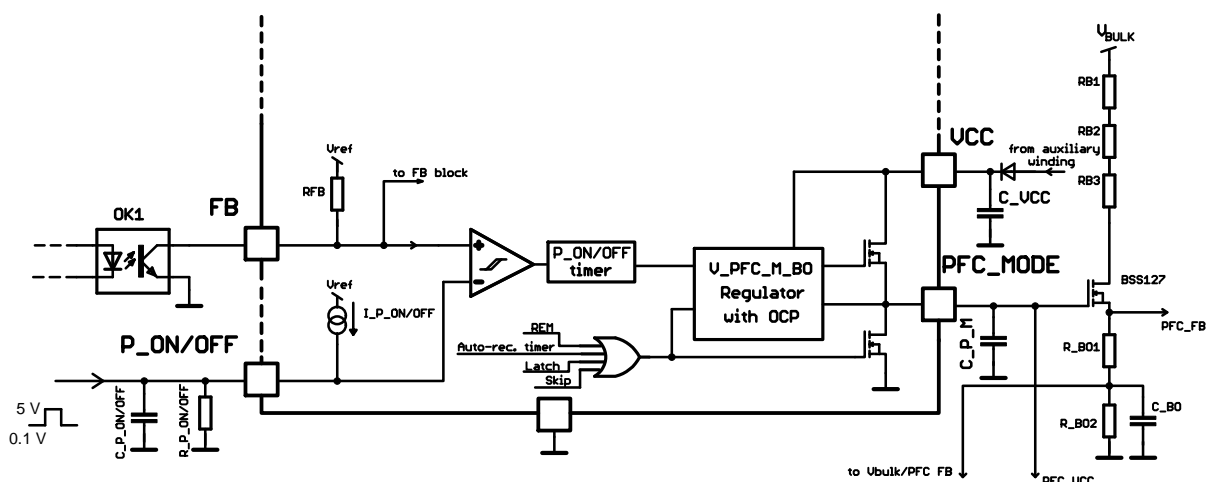 V_BULK
RB1
RB2
VCC
from auxiliary
winding
RB3
Vref
to FB block
RFB
C_VCC
FB
OK1
P_ON/OFF
timer
V_PFC_M_BO
Regulator
with OCP
PFC_MODE
BSS127
PFC_FB
Vref
I_P_ON/OFF
P_ON/OFF
REM
Auto-rec. timer
Latch
Skip
C_P_M
R_BO1
5 V
0.1 V
C_P_ON/OFF
R_P_ON/OFF
R_BO2
C_BO
to Vbulk/PFC FB
PFC_VCC